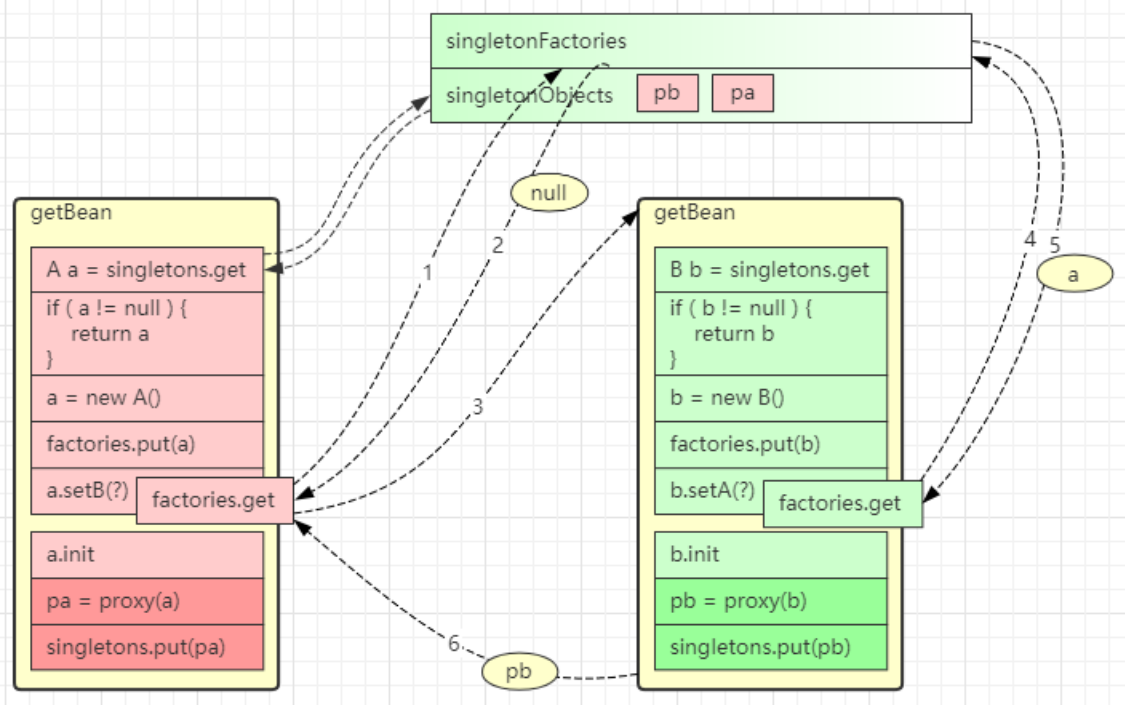 singletonFactories
singletonObjects pb pa
null
getBean
A a = singletons.get
if ( a != null ) {
return a
}
a = new A()
factories.put(a)
a.setB(?) factories.get
a.init
pa = proxy(a)
singletons.put(pa)
1
2
3
getBean
B b = singletons.get
if ( b != null ) {
return b
}
b = new B()
factories.put(b)
b.setA(?) factories.get
b.init
pb = proxy(b)
singletons.put(pb)
4
5
a
6
pb